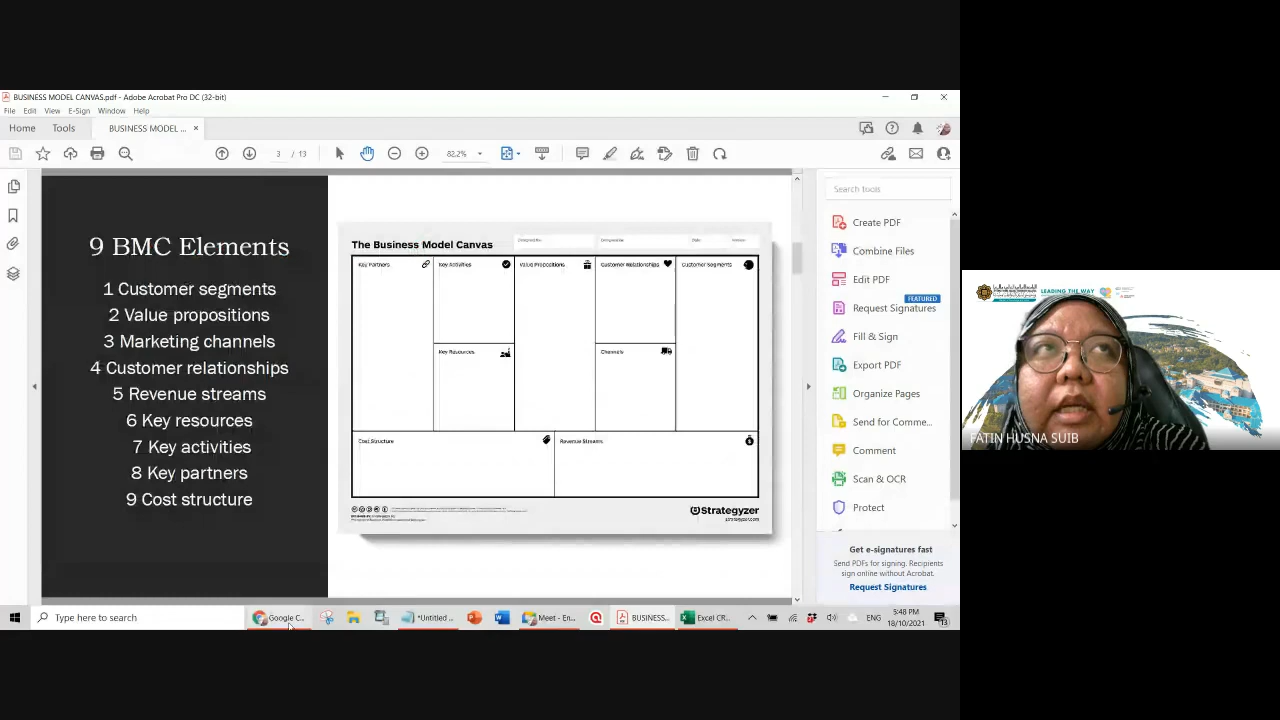 BUSINESS MODEL CANVAS.pdf - Adobe Acrobat Pro DC (32-bit)
File Edit View E-Sign Window Help
Home Tools BUSINESS MODEL ... ×
3 / 13 82.2%
9 BMC Elements
1 Customer segments
2 Value propositions
3 Marketing channels
4 Customer relationships
5 Revenue streams
6 Key resources
7 Key activities
8 Key partners
9 Cost structure
The Business Model Canvas
Key Partners
Key Activities
Value Propositions
Customer Relationships
Customer Segments
Key Resources
Channels
Cost Structure
Revenue Streams
Strategyzer
strategyzer.com
Search tools
Create PDF
Combine Files
Edit PDF
FEATURED
Request Signatures
Fill & Sign
Export PDF
Organize Pages
Send for Comme...
Comment
Scan & OCR
Protect
Get e-signatures fast
Send PDFs for signing. Recipients
sign online without Acrobat.
Request Signatures
LEADING THE WAY
FATIN HUSNA SUIB
Type here to search
Google C...
*Untitled ...
Meet - En...
BUSINESS...
Excel CR...
ENG
5:48 PM
18/10/2021
13